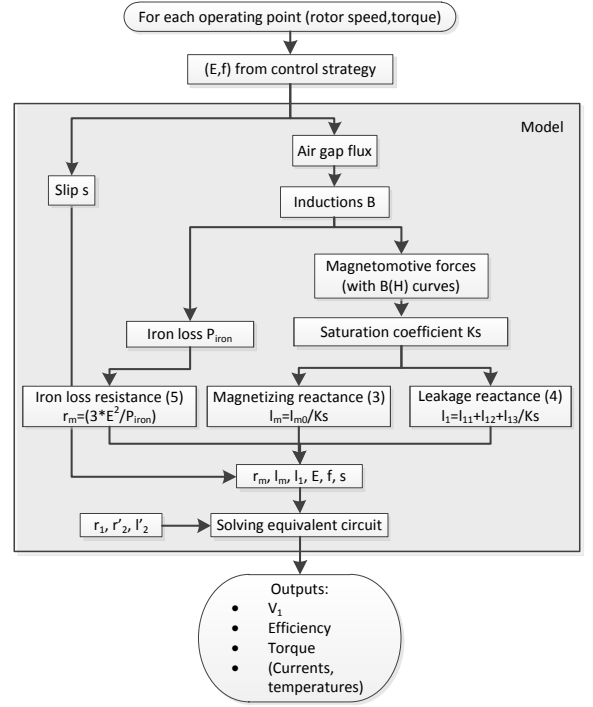 For each operating point (rotor speed,torque)
(E,f) from control strategy
Model
Air gap flux
Slip s
Inductions B
Magnetomotive forces
(with B(H) curves)
Iron loss P_iron
Saturation coefficient Ks
Iron loss resistance (5)
r_m=(3*E^2/P_iron)
Magnetizing reactance (3)
l_m=l_m0/Ks
Leakage reactance (4)
l_1=l_11+l_12+l_13/Ks
r_m, l_m, l_1, E, f, s
r_1, r'_2, l'_2
Solving equivalent circuit
Outputs:
• V_1
• Efficiency
• Torque
• (Currents,
temperatures)